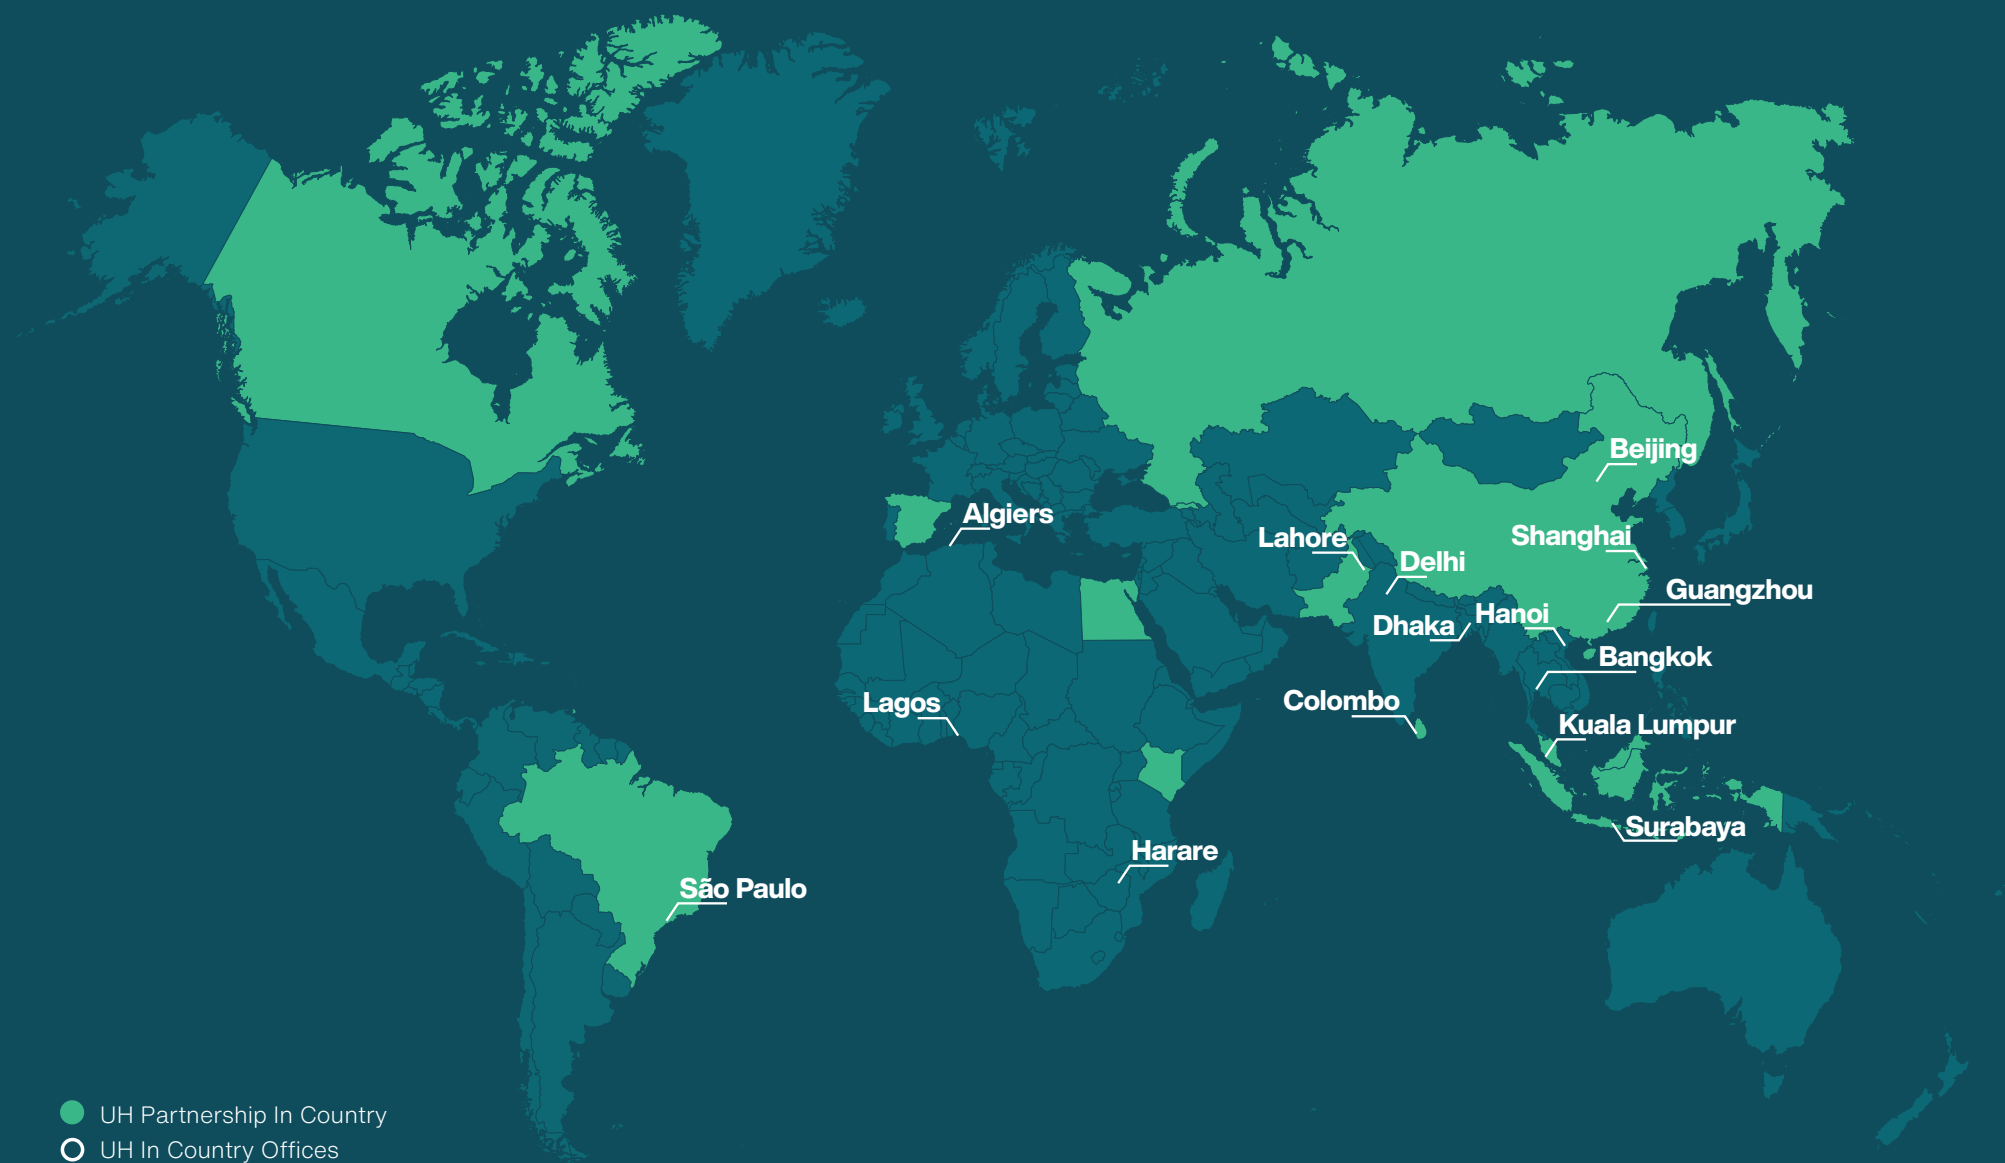 Beijing
Algiers
Shanghai
Lahore
Delhi
Guangzhou
Hanoi
Dhaka
Bangkok
Colombo
Lagos
Kuala Lumpur
Surabaya
Harare
São Paulo
UH Partnership In Country
UH In Country Offices